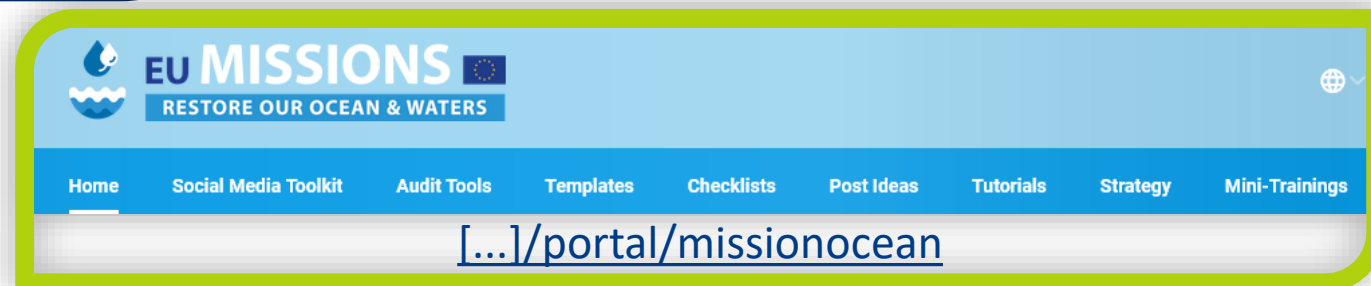 EU MISSIONS
RESTORE OUR OCEAN & WATERS
Home Social Media Toolkit Audit Tools Templates Checklists Post Ideas Tutorials Strategy Mini-Trainings
[...]/portal/missionocean